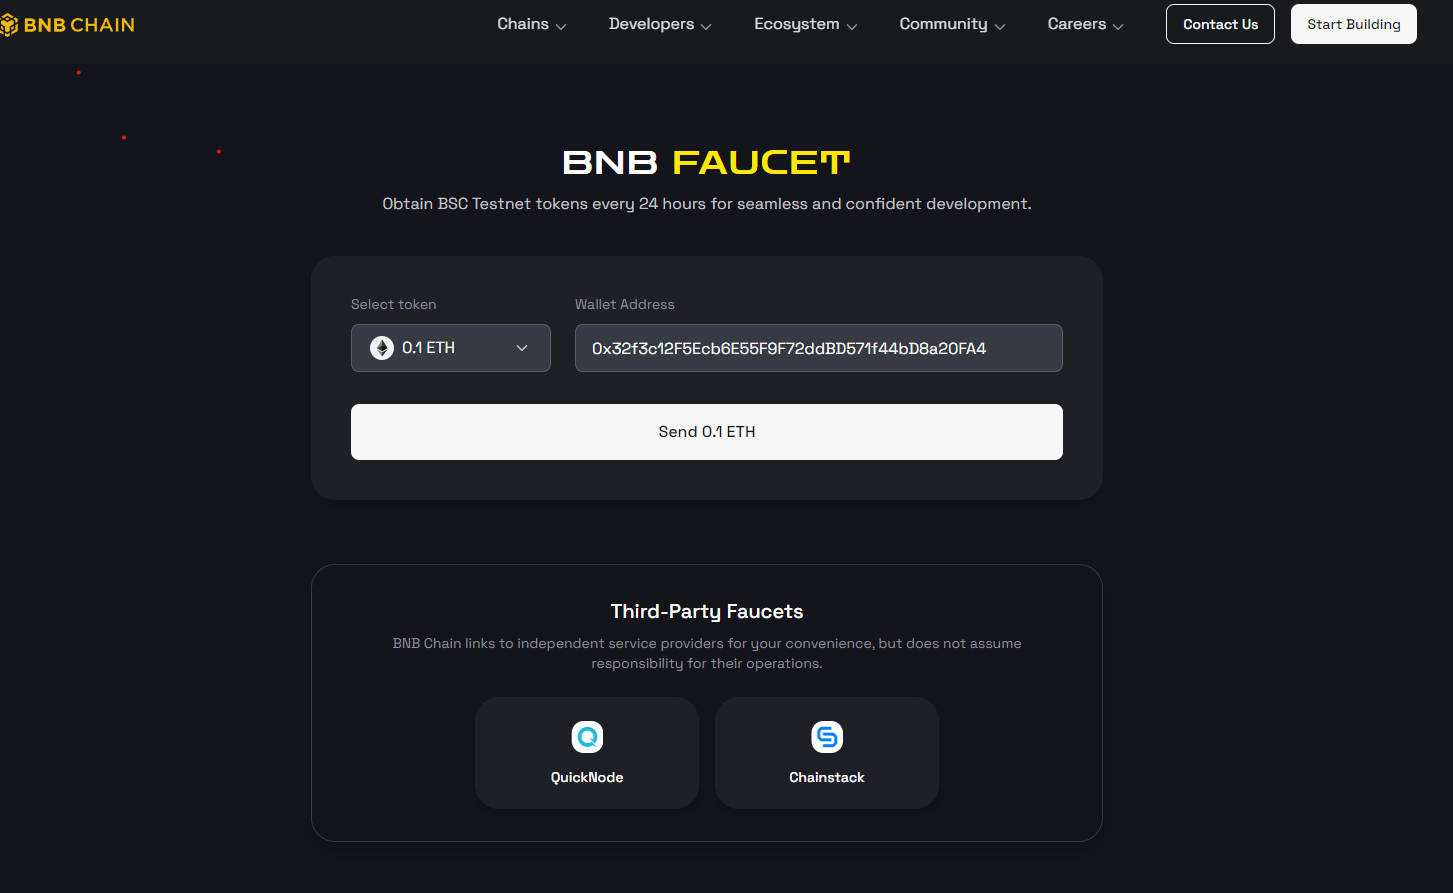 BNB CHAIN
Chains
Developers
Ecosystem
Community
Careers
Contact Us
Start Building
BNB FAUCET
Obtain BSC Testnet tokens every 24 hours for seamless and confident development.
Select token
Wallet Address
0.1 ETH
0x32f3c12F5Ecb6E55F9F72ddBD571f44bD8a20FA4
Send 0.1 ETH
Third-Party Faucets
BNB Chain links to independent service providers for your convenience, but does not assume
responsibility for their operations.
QuickNode
Chainstack